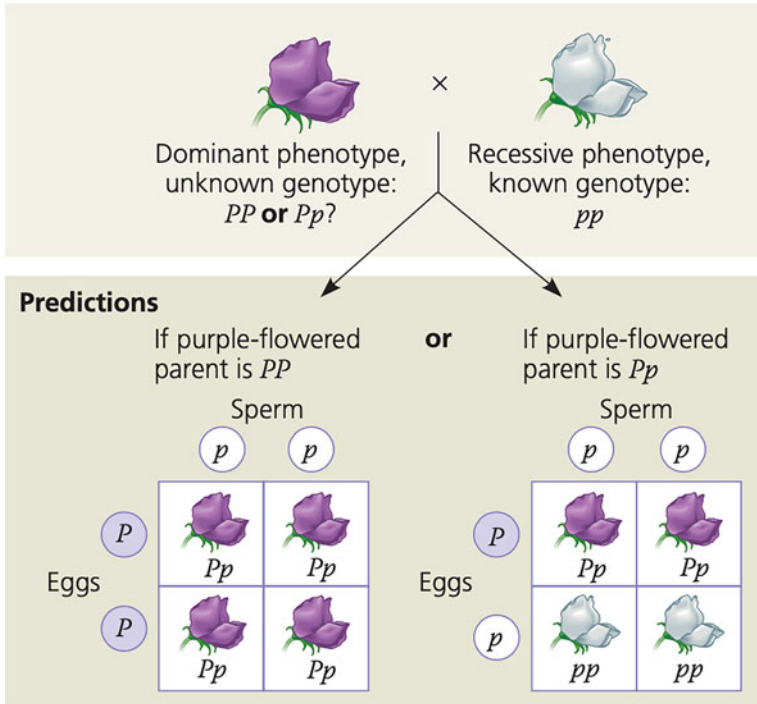 ×
Dominant phenotype,
unknown genotype:
PP or Pp?
Recessive phenotype,
known genotype:
pp
Predictions
If purple-flowered
parent is PP
or
If purple-flowered
parent is Pp
Sperm
p p
P
Pp Pp
Eggs
P
Pp Pp
Sperm
p p
P
Pp Pp
Eggs
p
pp pp